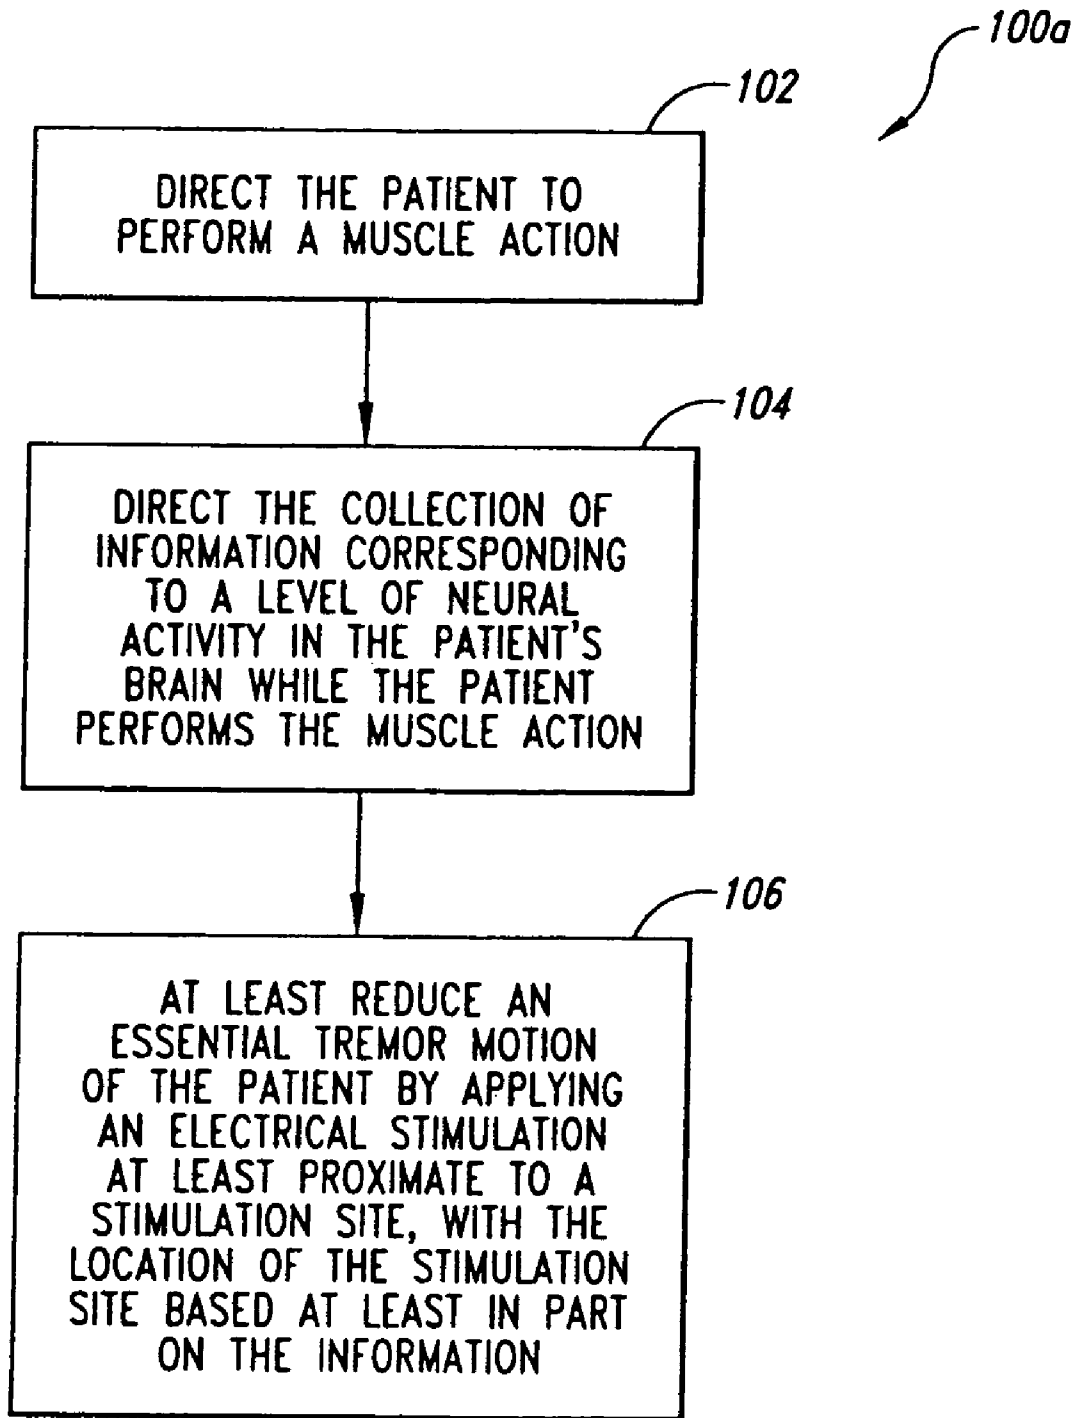 100a
102
DIRECT THE PATIENT TO
PERFORM A MUSCLE ACTION
104
DIRECT THE COLLECTION OF
INFORMATION CORRESPONDING
TO A LEVEL OF NEURAL
ACTIVITY IN THE PATIENT'S
BRAIN WHILE THE PATIENT
PERFORMS THE MUSCLE ACTION
106
AT LEAST REDUCE AN
ESSENTIAL TREMOR MOTION
OF THE PATIENT BY APPLYING
AN ELECTRICAL STIMULATION
AT LEAST PROXIMATE TO A
STIMULATION SITE, WITH THE
LOCATION OF THE STIMULATION
SITE BASED AT LEAST IN PART
ON THE INFORMATION